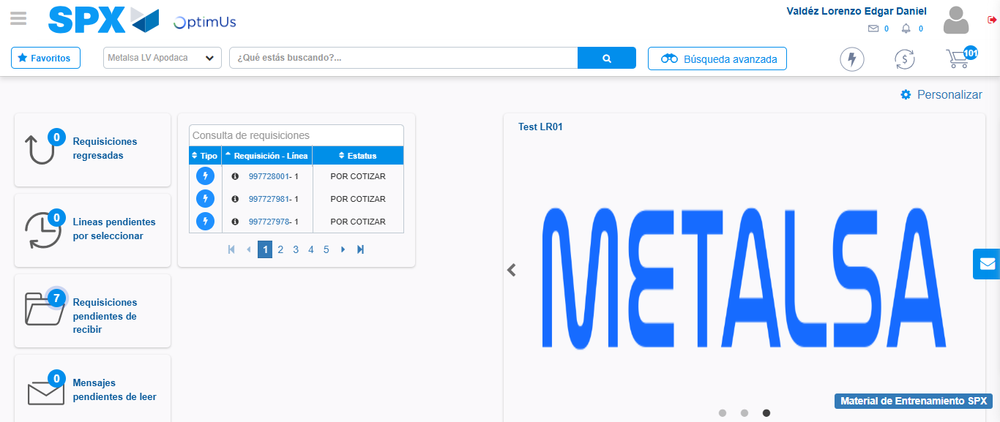 SPX
OptimUs
Valdéz Lorenzo Edgar Daniel
0
0
Favoritos
Metalsa LV Apodaca
¿Qué estás buscando?...
Búsqueda avanzada
$
101
Personalizar
0
Requisiciones
regresadas
0
Lineas pendientes
por seleccionar
7
Requisiciones
pendientes de
recibir
0
Mensajes
pendientes de leer
Consulta de requisiciones
Tipo Requisición - Línea Estatus
997728001- 1 POR COTIZAR
997727981- 1 POR COTIZAR
997727978- 1 POR COTIZAR
1 2 3 4 5
Test LR01
METALSA
Material de Entrenamiento SPX